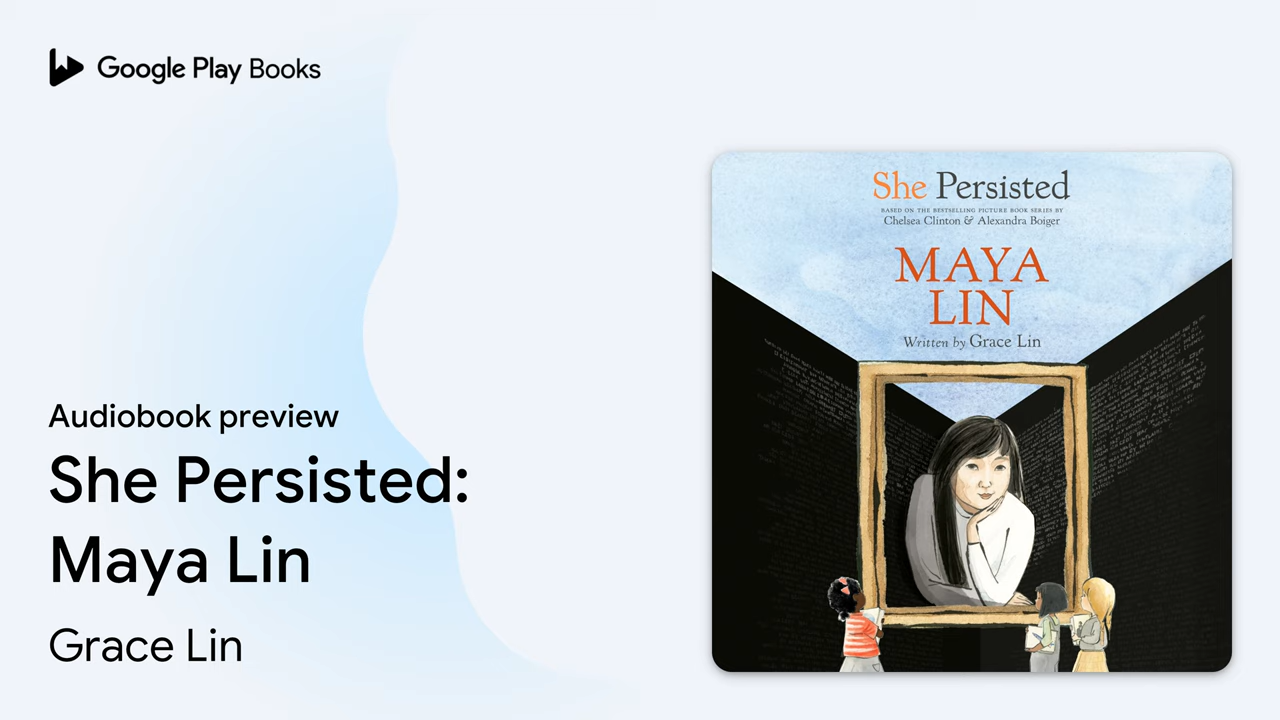 Google Play Books
Audiobook preview
She Persisted:
Maya Lin
Grace Lin
She Persisted
BASED ON THE BESTSELLING PICTURE BOOK SERIES BY
Chelsea Clinton & Alexandra Boiger
MAYA
LIN
Written by Grace Lin